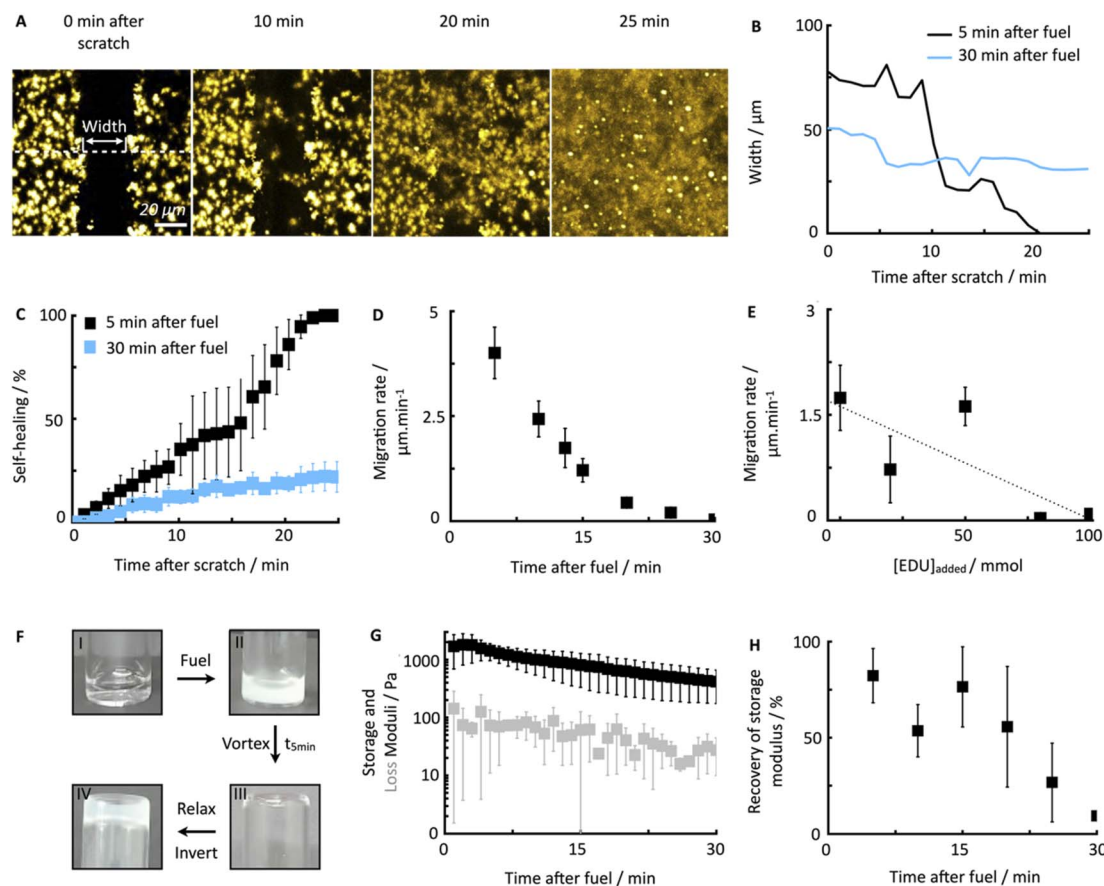 A
0 min after
scratch
10 min
20 min
25 min
Width
20 µm
B
5 min after fuel
30 min after fuel
100
50
0
Width / µm
0
10
20
Time after scratch / min
C
5 min after fuel
30 min after fuel
100
50
0
Self-healing / %
0
10
20
Time after scratch / min
D
5
2.5
0
Migration rate /
µm.min⁻¹
0
15
30
Time after fuel / min
E
3
1.5
0
Migration rate /
µm.min⁻¹
0
50
100
[EDU]added / mmol
F
I
Fuel
II
Vortex
t5min
IV
Relax
Invert
III
G
1000
100
10
0
Storage and
Loss Moduli / Pa
0
15
30
Time after fuel / min
H
100
50
0
Recovery of storage
modulus / %
0
15
30
Time after fuel / min